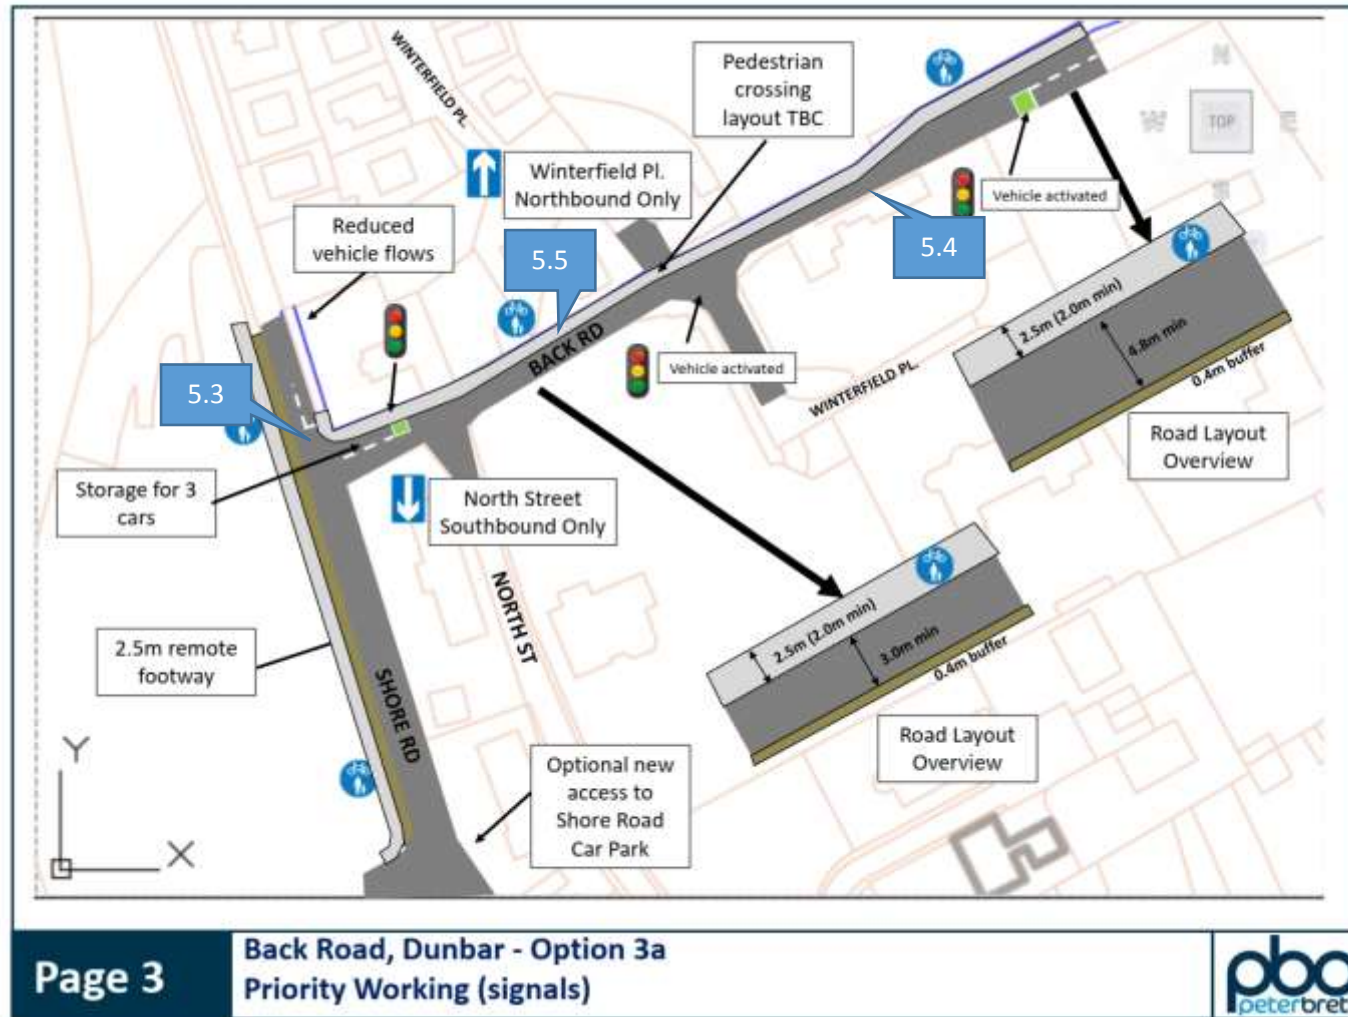 WINTERFIELD PL.
Pedestrian
crossing
layout TBC
N
W
TOP
E
Winterfield Pl.
Northbound Only
Vehicle activated
Reduced
vehicle flows
5.5
5.4
2.5m (2.0m min)
4.8m min
0.4m buffer
BACK RD
Vehicle activated
5.3
WINTERFIELD PL.
Road Layout
Overview
Storage for 3
cars
North Street
Southbound Only
NORTH ST
2.5m (2.0m min)
3.0m min
0.4m buffer
2.5m remote
footway
SHORE RD
Road Layout
Overview
Y
X
Optional new
access to
Shore Road
Car Park
Page 3
Back Road, Dunbar - Option 3a
Priority Working (signals)
pba
peterbret